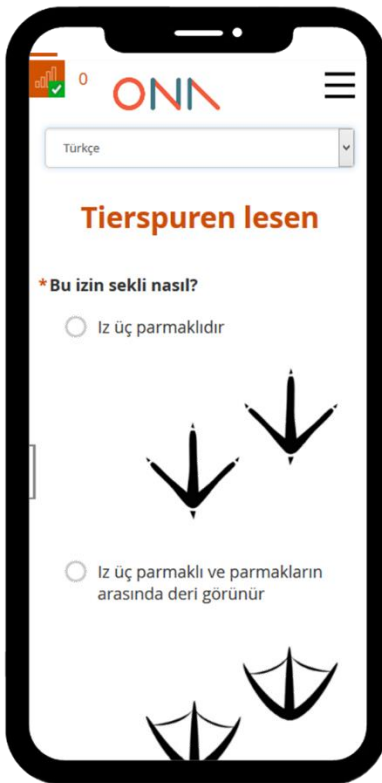 0
ONA
Türkçe
Tierspuren lesen
*Bu izin sekli nasıl?
Iz üç parmaklıdır
Iz üç parmaklı ve parmakların
arasında deri görünür